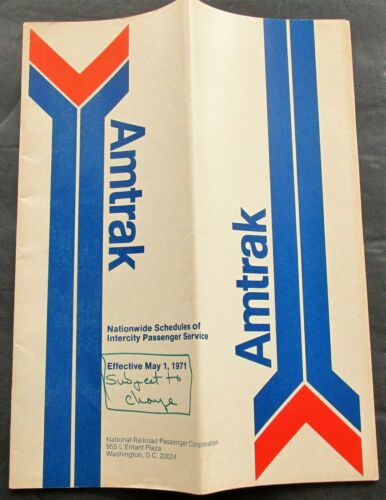 Amtrak
Nationwide Schedules of
Intercity Passenger Service
Effective May 1, 1971
Subject to
change
National Railroad Passenger Corporation
955 L'Enfant Plaza
Washington, D.C. 20024
Amtrak